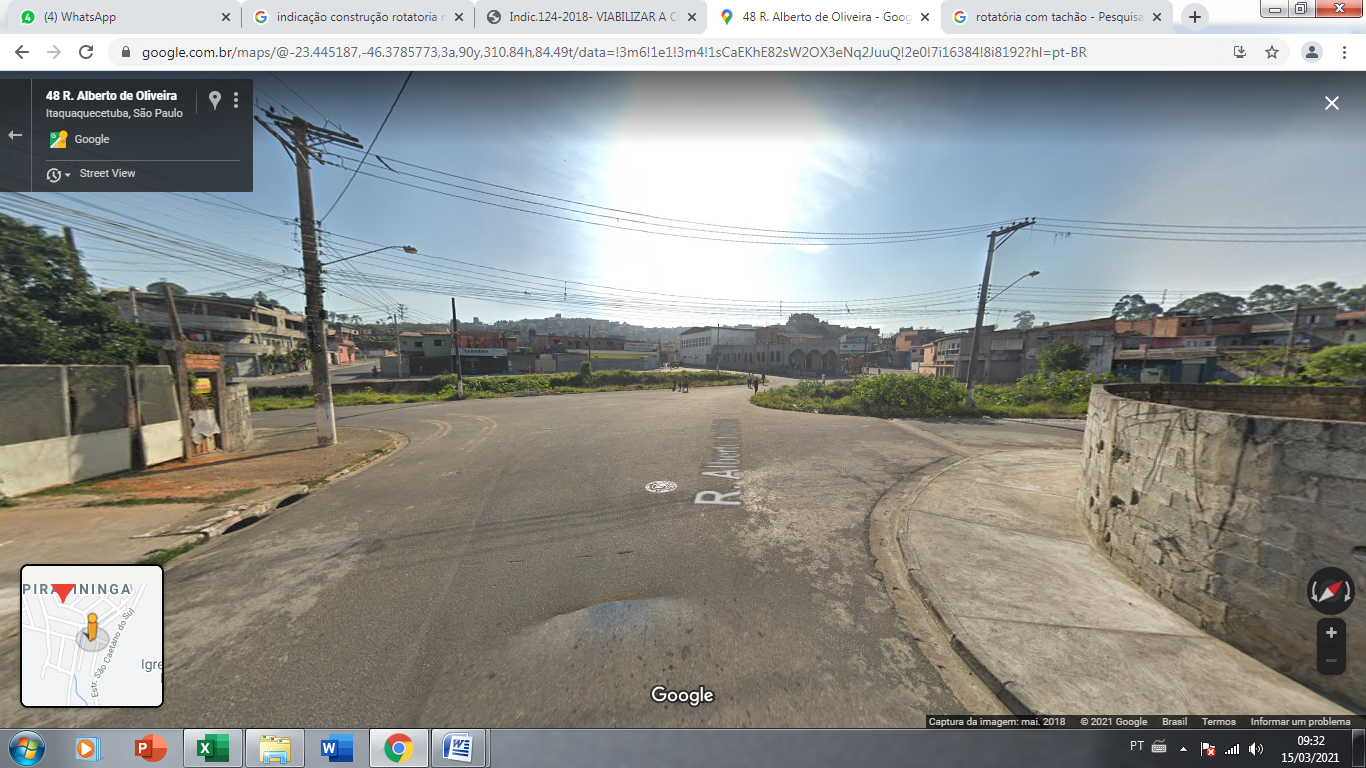 (4) WhatsApp
indicação construção rotatoria r
Indic.124-2018- VIABILIZAR A C
48 R. Alberto de Oliveira - Goog
rotatória com tachão - Pesquisa
google.com.br/maps/@-23.445187,-46.3785773,3a,90y,310.84h,84.49t/data=!3m6!1e1!3m4!1sCaEKhE82sW2OX3eNq2JuuQ!2e0!7i16384!8i8192?hl=pt-BR
48 R. Alberto de Oliveira
Itaquaquecetuba, São Paulo
Google
Street View
R. Albert
PIRATININGA
Estr. São Caetano do Sul
Igre
Google
Captura da imagem: mai. 2018 © 2021 Google Brasil Termos Informar um problema
PT
09:32
15/03/2021